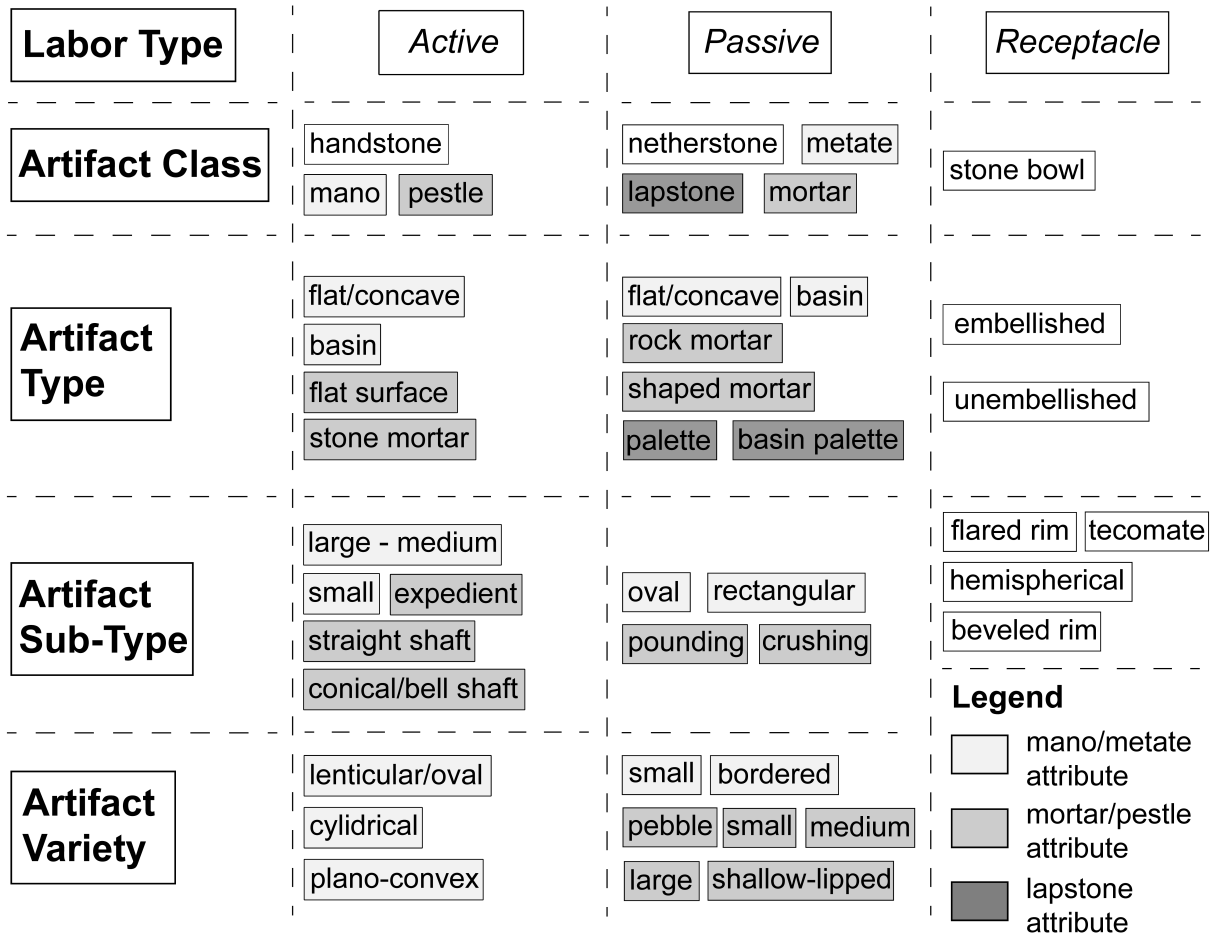 Labor Type Active Passive Receptacle
Artifact Class
handstone
mano pestle
netherstone metate
lapstone mortar
stone bowl
Artifact
Type
flat/concave
basin
flat surface
stone mortar
flat/concave basin
rock mortar
shaped mortar
palette basin palette
embellished
unembellished
Artifact
Sub-Type
large - medium
small expedient
straight shaft
conical/bell shaft
oval rectangular
pounding crushing
flared rim tecomate
hemispherical
beveled rim
Artifact
Variety
lenticular/oval
cylidrical
plano-convex
small bordered
pebble small medium
large shallow-lipped
Legend
mano/metate
attribute
mortar/pestle
attribute
lapstone
attribute